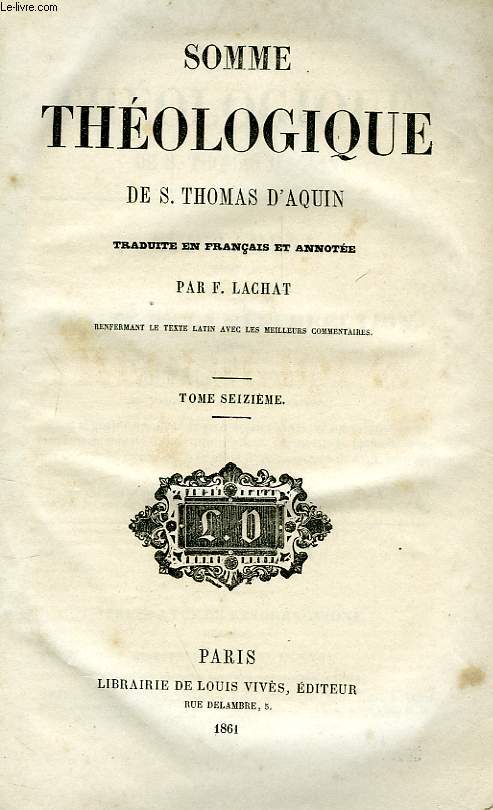 © Le-livre.com
SOMME
THÉOLOGIQUE
DE S. THOMAS D'AQUIN
TRADUITE EN FRANÇAIS ET ANNOTÉE
PAR F. LACHAT
RENFERMANT LE TEXTE LATIN AVEC LES MEILLEURS COMMENTAIRES.
TOME SEIZIÈME.
L. V
PARIS
LIBRAIRIE DE LOUIS VIVÈS, ÉDITEUR
RUE DELAMBRE, 5.
1861